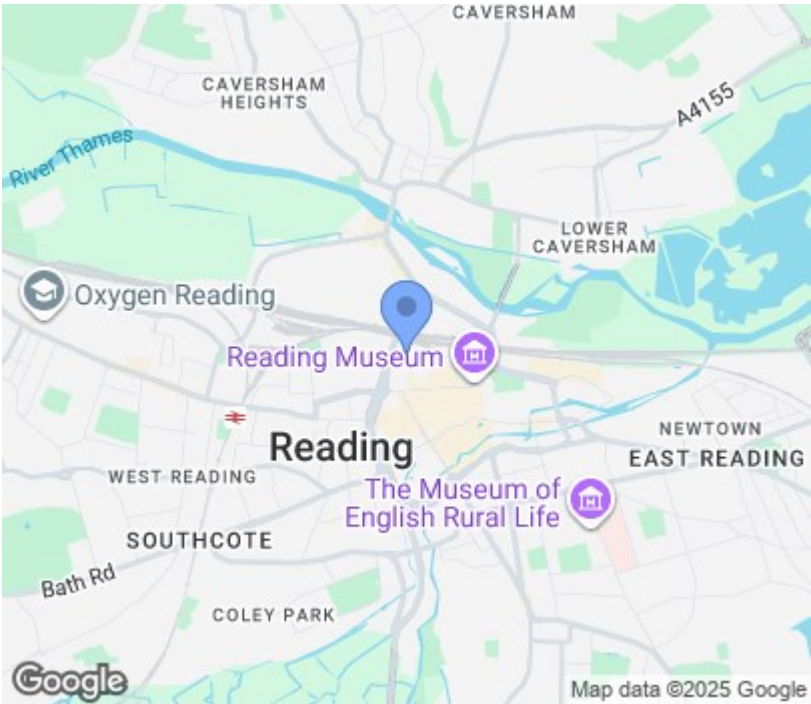 CAVERSHAM
CAVERSHAM
HEIGHTS
A4155
River Thames
LOWER
CAVERSHAM
Oxygen Reading
Reading Museum
Reading
NEWTOWN
EAST READING
WEST READING
The Museum of
English Rural Life
SOUTHCOTE
Bath Rd
COLEY PARK
Google
Map data ©2025 Google